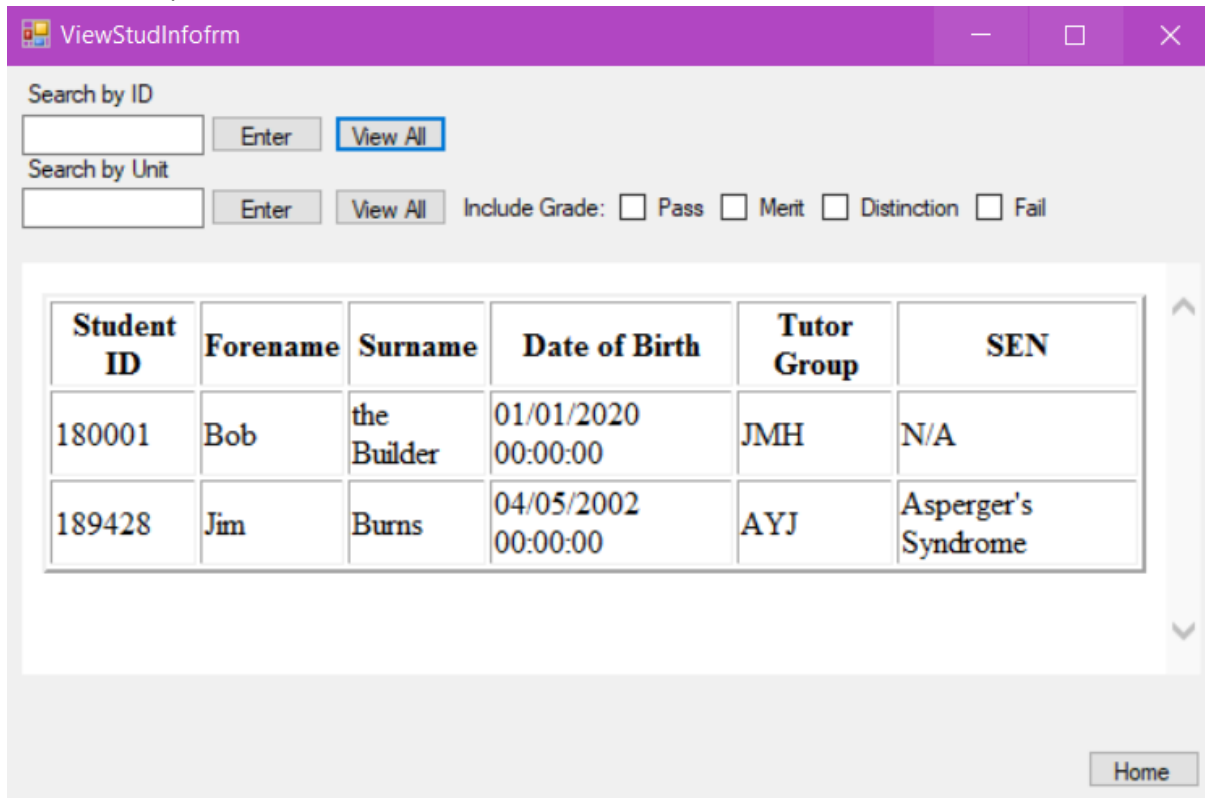 ViewStudInfofrm
Search by ID
Enter View All
Search by Unit
Enter View All Include Grade: Pass Merit Distinction Fail
Student ID Forename Surname Date of Birth Tutor Group SEN
180001 Bob the Builder 01/01/2020 00:00:00 JMH N/A
189428 Jim Burns 04/05/2002 00:00:00 AYJ Asperger's Syndrome
Home